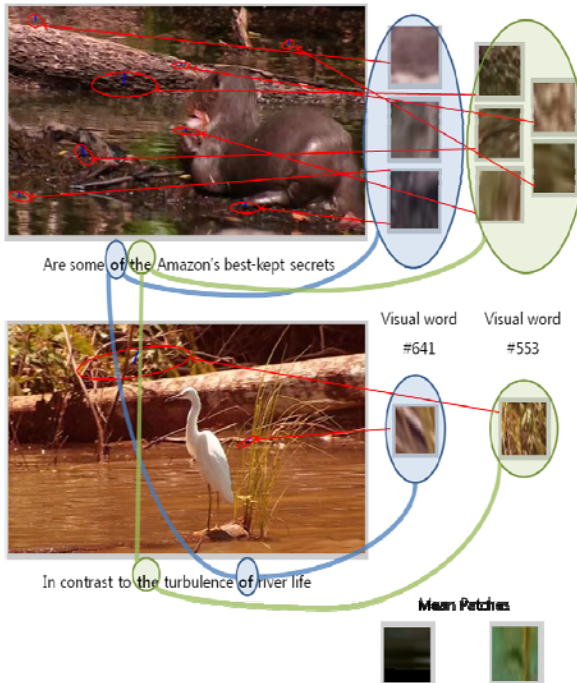 Are some of the Amazon's best-kept secrets
Visual word Visual word
#641 #553
In contrast to the turbulence of river life
Mean Patches